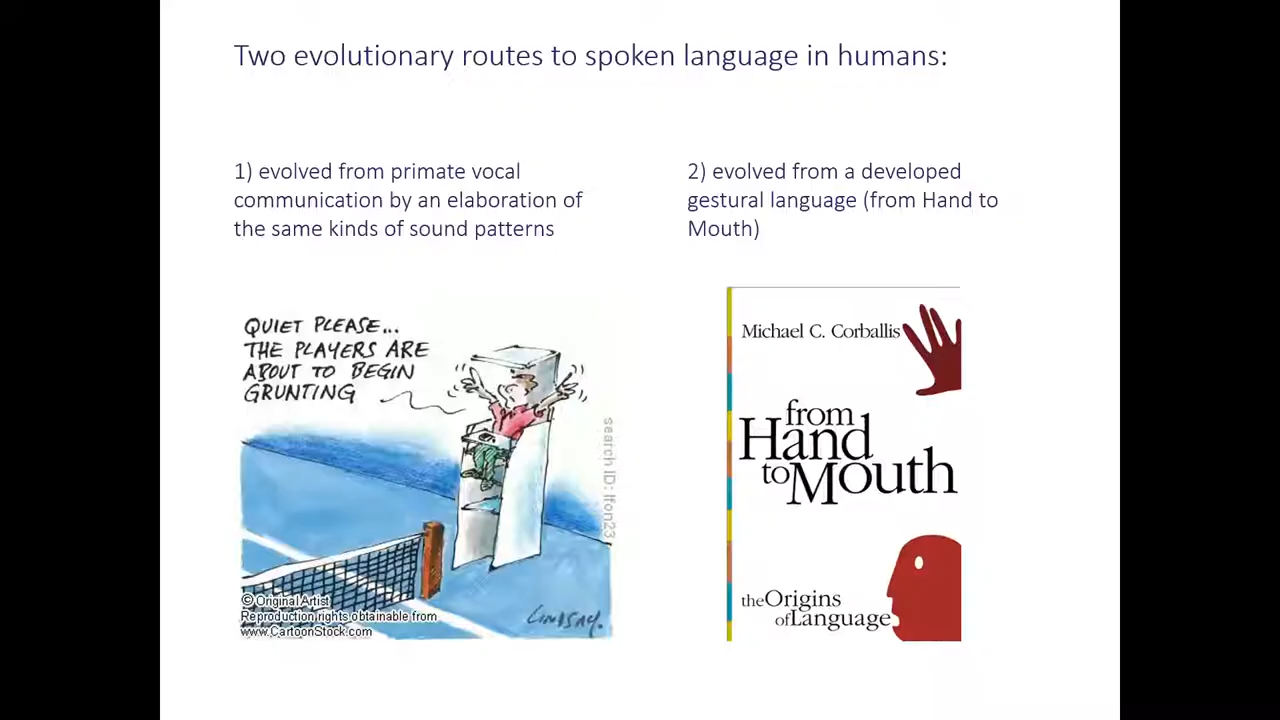 Two evolutionary routes to spoken language in humans:
1) evolved from primate vocal
communication by an elaboration of
the same kinds of sound patterns
2) evolved from a developed
gestural language (from Hand to
Mouth)
QUIET PLEASE...
THE PLAYERS ARE
ABOUT TO BEGIN
GRUNTING
search ID: lfon23
© Original Artist
Reproduction rights obtainable from
www.CartoonStock.com
LINDSAY.
Michael C. Corballis
from
Hand
to Mouth
the Origins
of Language